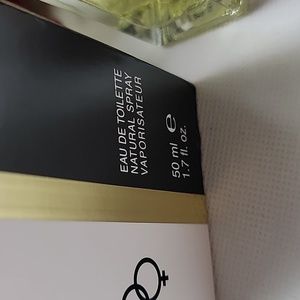 EAU DE TOILETTE
NATURAL SPRAY
VAPORISATEUR
50 ml e
1.7 fl. oz.